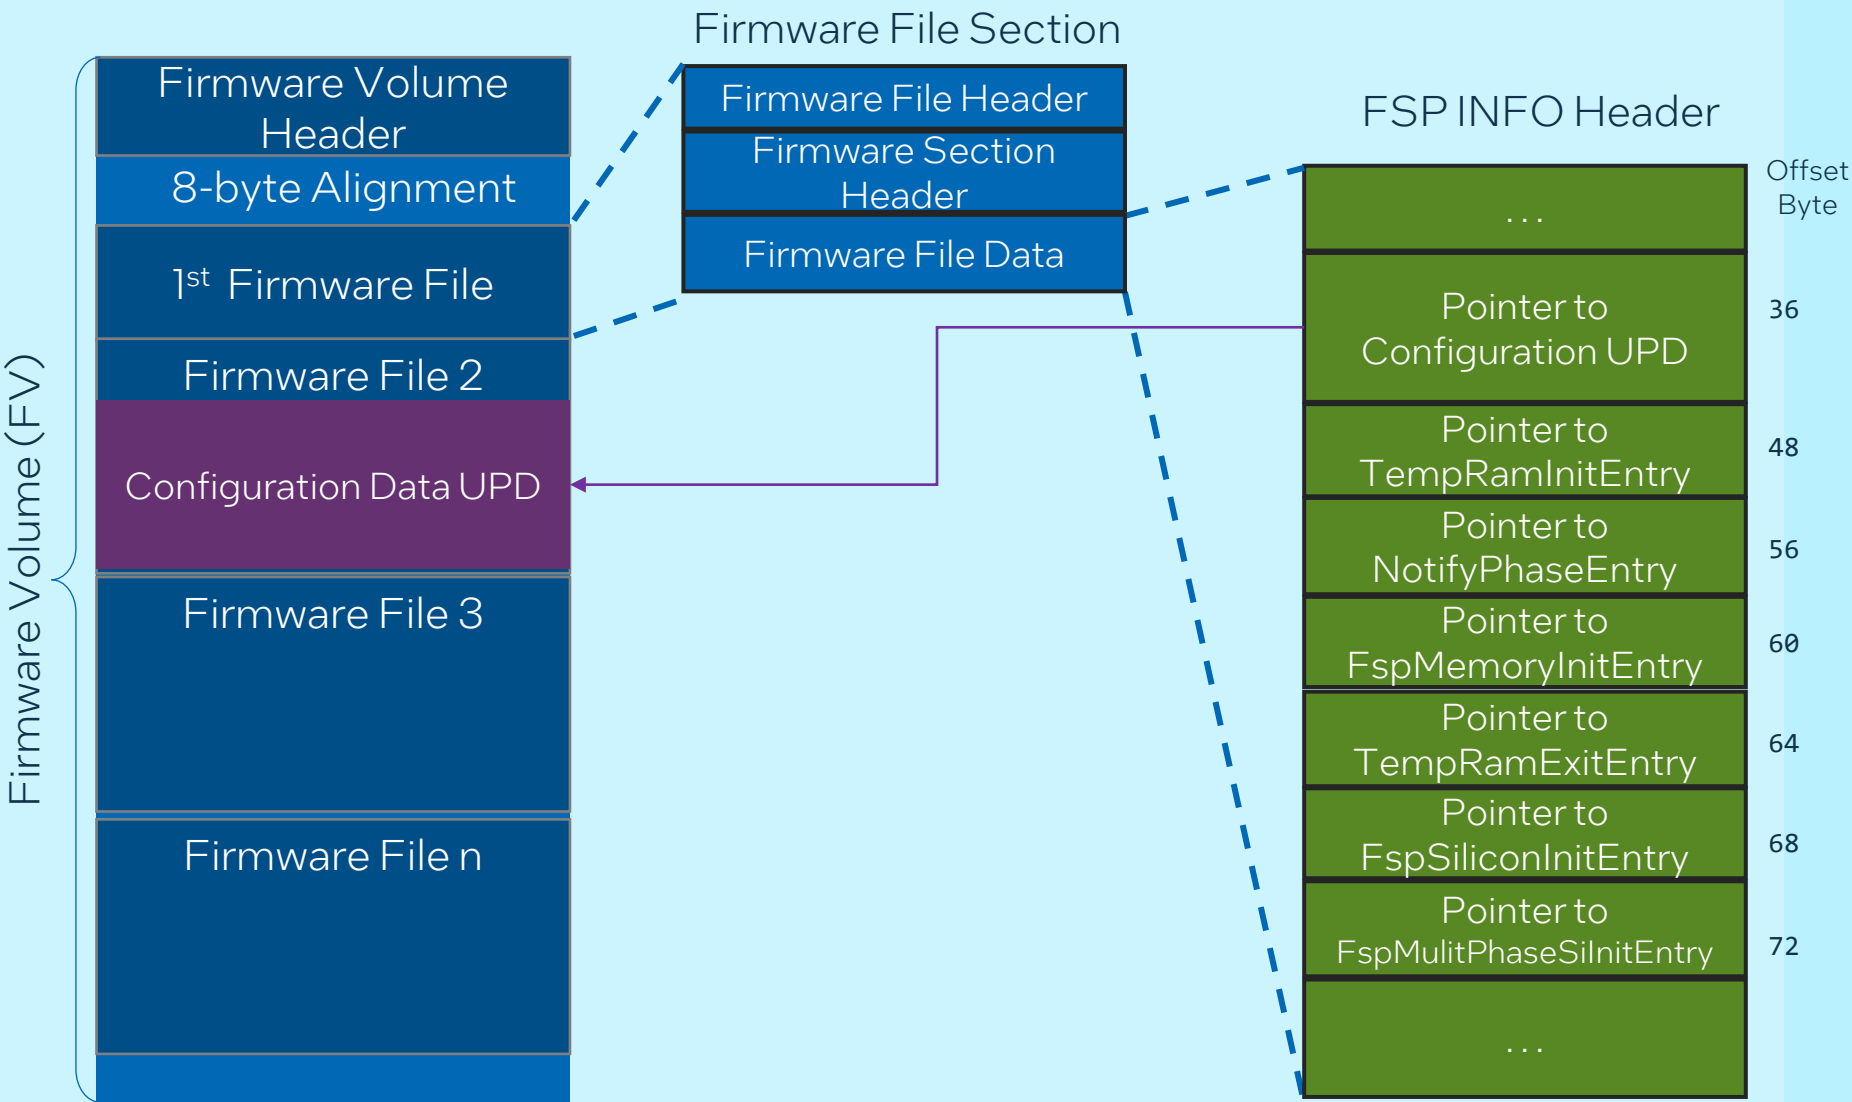 Firmware Volume (FV)
Firmware Volume
Header
8-byte Alignment
1st Firmware File
Firmware File 2
Configuration Data UPD
Firmware File 3
Firmware File n
Firmware File Section
Firmware File Header
Firmware Section
Header
Firmware File Data
FSP INFO Header
Offset
Byte
. . .
Pointer to
Configuration UPD
36
Pointer to
TempRamInitEntry
48
Pointer to
NotifyPhaseEntry
56
Pointer to
FspMemoryInitEntry
60
Pointer to
TempRamExitEntry
64
Pointer to
FspSiliconInitEntry
68
Pointer to
FspMulitPhaseSiInitEntry
72
. . .